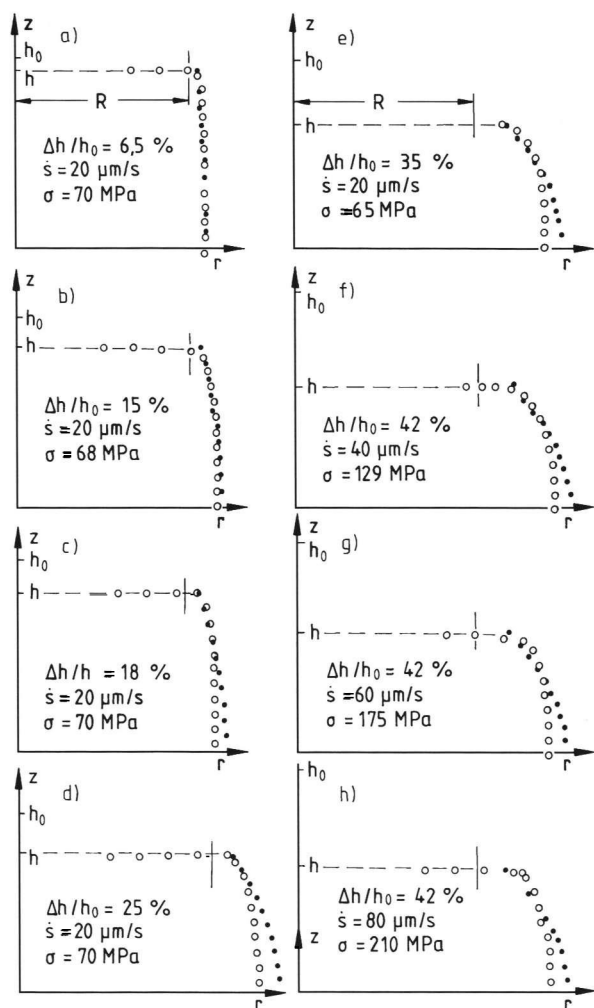 z
a)
h₀
h
R
Δh/h₀ = 6,5 %
ṡ = 20 µm/s
σ = 70 MPa
r
z
b)
h₀
h
Δh/h₀ = 15 %
ṡ = 20 µm/s
σ = 68 MPa
r
z
c)
h₀
h
Δh/h = 18 %
ṡ = 20 µm/s
σ = 70 MPa
r
z
d)
h₀
h
Δh/h₀ = 25 %
ṡ = 20 µm/s
σ = 70 MPa
r
z
e)
h₀
R
h
Δh/h₀ = 35 %
ṡ = 20 µm/s
σ = 65 MPa
r
z
f)
h₀
h
Δh/h₀ = 42 %
ṡ = 40 µm/s
σ = 129 MPa
r
z
g)
h₀
h
Δh/h₀ = 42 %
ṡ = 60 µm/s
σ = 175 MPa
r
h₀
h)
h
Δh/h₀ = 42 %
ṡ = 80 µm/s
z
σ = 210 MPa
r